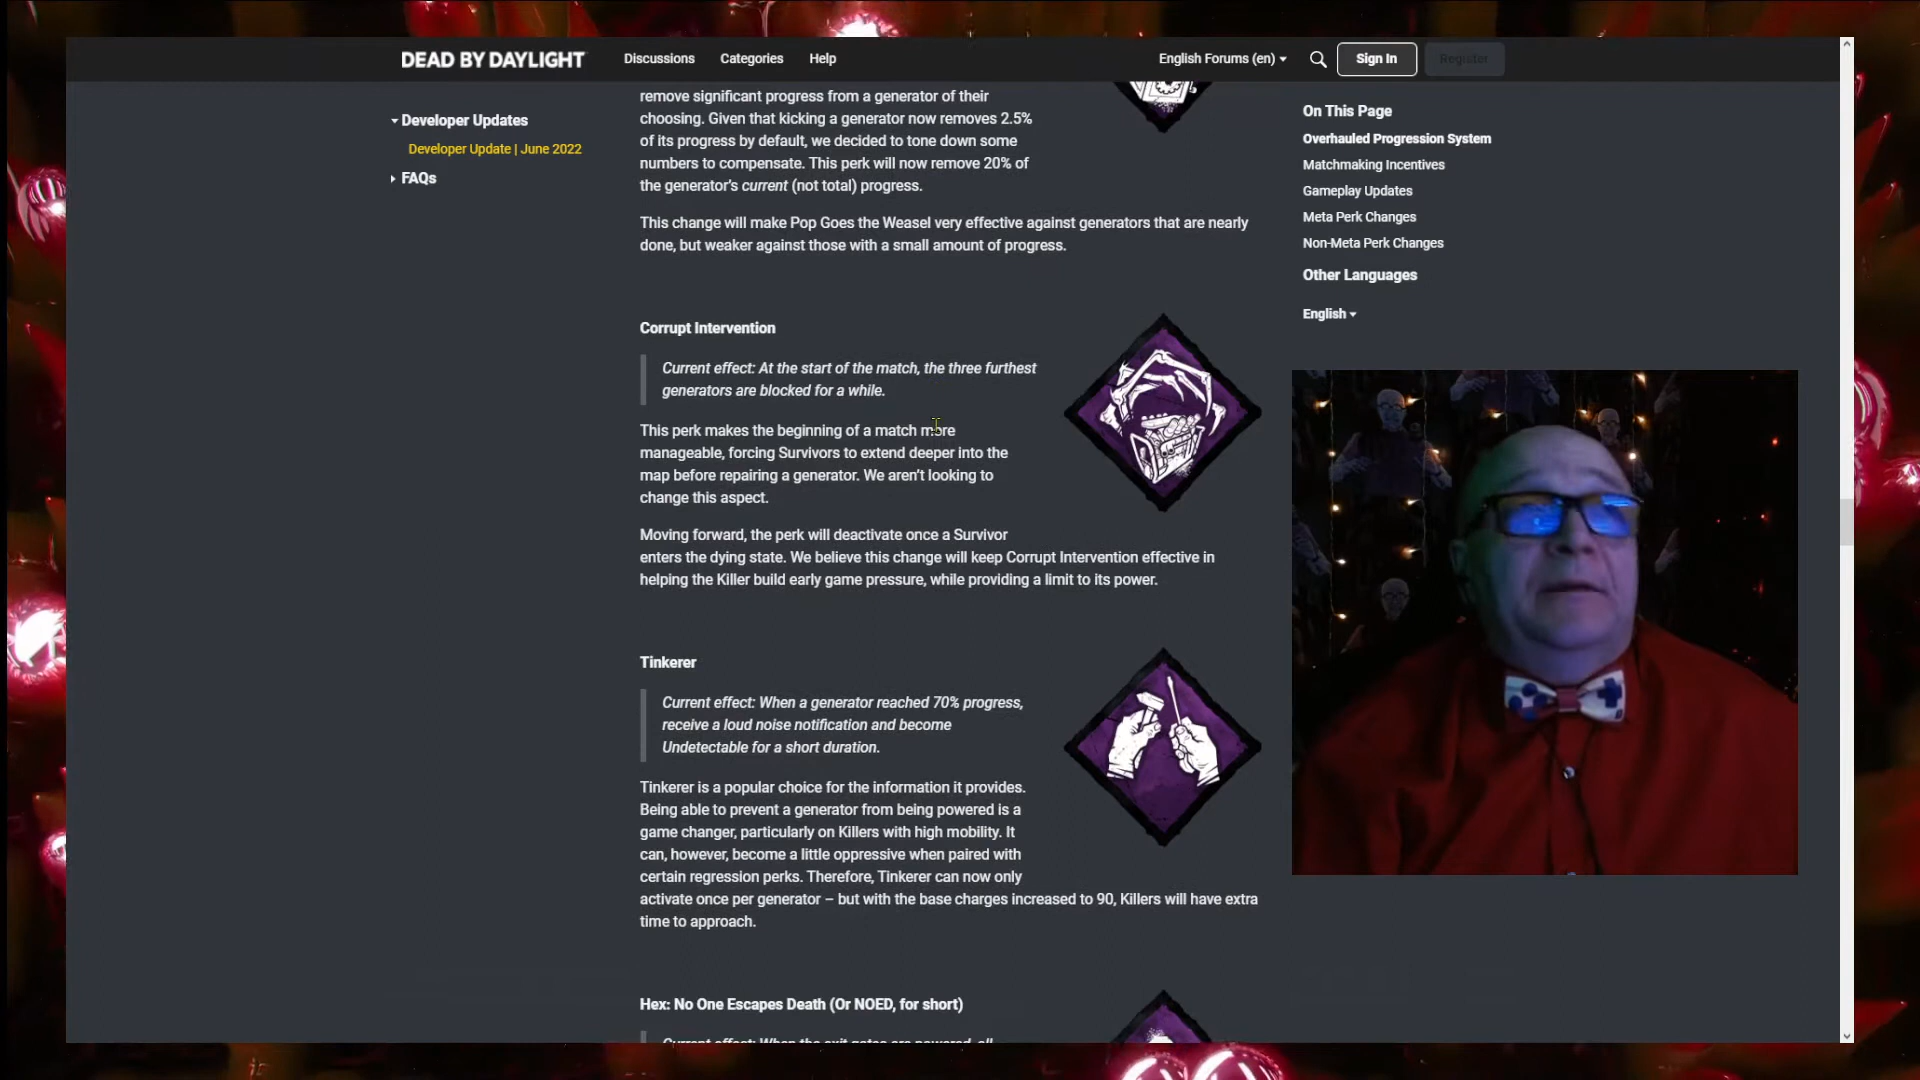 DEAD BY DAYLIGHT
Discussions
Categories
Help
English Forums (en)
Sign In
Register
Developer Updates
Developer Update | June 2022
FAQs
remove significant progress from a generator of their
choosing. Given that kicking a generator now removes 2.5%
of its progress by default, we decided to tone down some
numbers to compensate. This perk will now remove 20% of
the generator's current (not total) progress.
This change will make Pop Goes the Weasel very effective against generators that are nearly
done, but weaker against those with a small amount of progress.
Corrupt Intervention
Current effect: At the start of the match, the three furthest
generators are blocked for a while.
This perk makes the beginning of a match more
manageable, forcing Survivors to extend deeper into the
map before repairing a generator. We aren't looking to
change this aspect.
Moving forward, the perk will deactivate once a Survivor
enters the dying state. We believe this change will keep Corrupt Intervention effective in
helping the Killer build early game pressure, while providing a limit to its power.
Tinkerer
Current effect: When a generator reached 70% progress,
receive a loud noise notification and become
Undetectable for a short duration.
Tinkerer is a popular choice for the information it provides.
Being able to prevent a generator from being powered is a
game changer, particularly on Killers with high mobility. It
can, however, become a little oppressive when paired with
certain regression perks. Therefore, Tinkerer can now only
activate once per generator – but with the base charges increased to 90, Killers will have extra
time to approach.
Hex: No One Escapes Death (Or NOED, for short)
Current effect: When the exit gates are powered, all
On This Page
Overhauled Progression System
Matchmaking Incentives
Gameplay Updates
Meta Perk Changes
Non-Meta Perk Changes
Other Languages
English